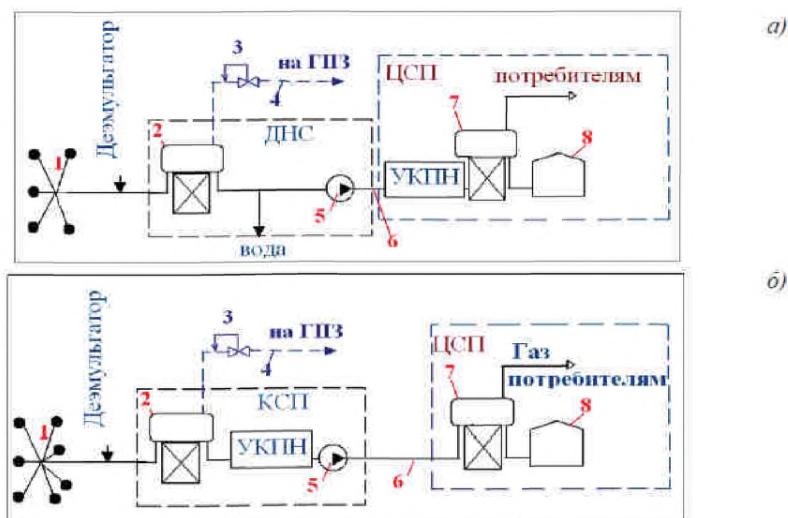 а)
3
на ГПЗ
4
ЦСП
потребителям
7
8
Деэмульгатор
1
2
ДНС
УКПН
5
6
вода
б)
3
на ГПЗ
4
ЦСП
Газ
потребителям
7
8
Деэмульгатор
1
2
КСП
УКПН
5
6